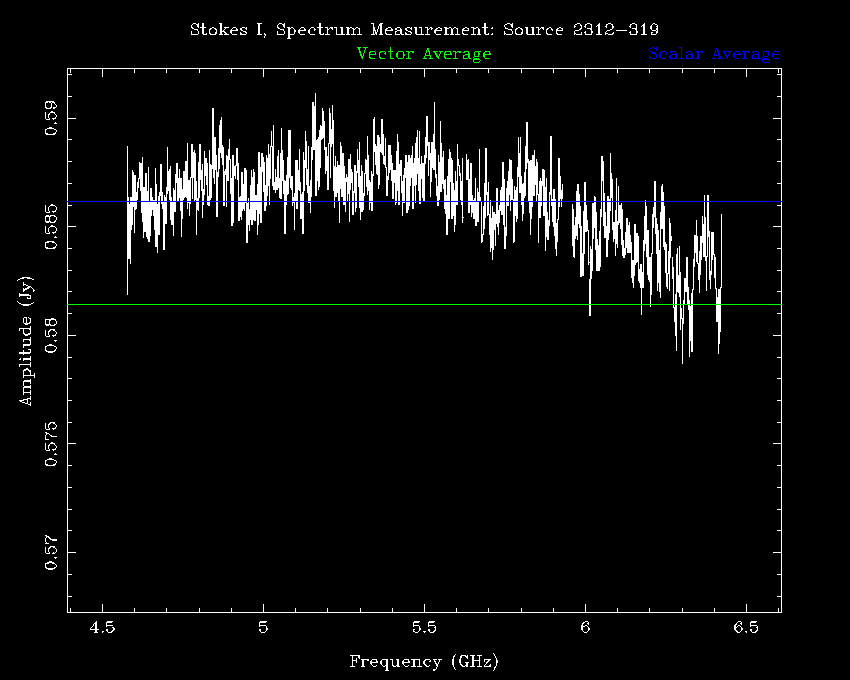 Stokes I, Spectrum Measurement: Source 2312-319
Vector Average Scalar Average
0.59
0.585
0.58
0.575
0.57
Amplitude (Jy)
4.5 5 5.5 6 6.5
Frequency (GHz)